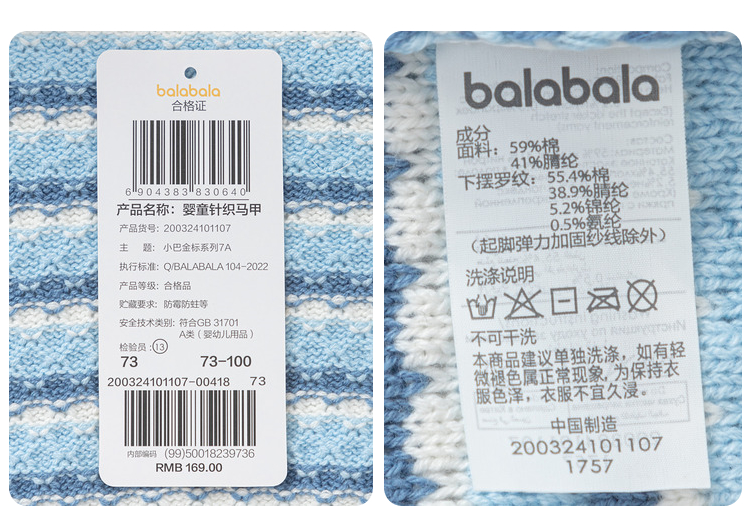 balabala
合格证
6 904383 830640
产品名称：婴童针织马甲
产品货号：200324101107
主　题：小巴金标系列7A
执行标准：Q/BALABALA 104-2022
产品等级：合格品
贮藏要求：防霉防蛀等
安全技术类别：符合GB 31701
A类（婴幼儿用品）
检验员：13
73 73-100
200324101107-00418 73
内部编码 (99)50018239736
RMB 169.00
balabala
成分
面料：59%棉
41%腈纶
下摆罗纹：55.4%棉
38.9%腈纶
5.2%锦纶
0.5%氨纶
（起脚弹力加固纱线除外）
洗涤说明
不可干洗
本商品建议单独洗涤，如有轻
微褪色属正常现象，为保持衣
服色泽，衣服不宜久浸。
中国制造
200324101107
1757